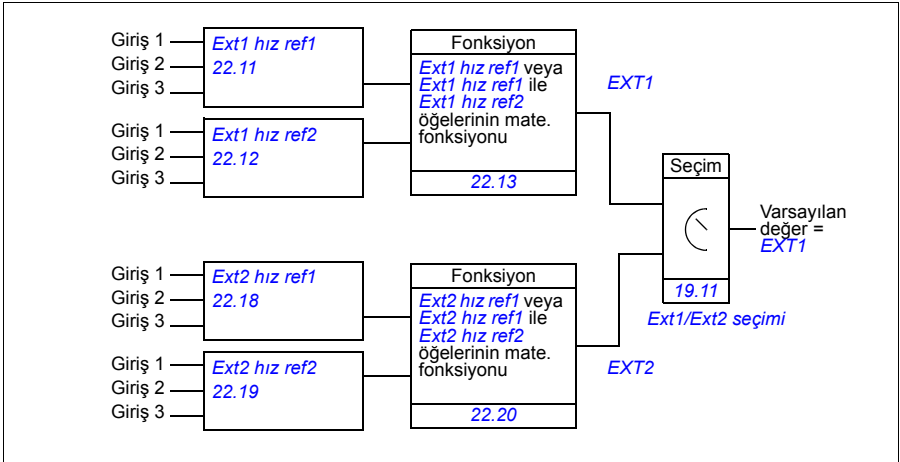 Giriş 1
Giriş 2
Giriş 3
Ext1 hız ref1
22.11
Giriş 1
Giriş 2
Giriş 3
Ext1 hız ref2
22.12
Fonksiyon
Ext1 hız ref1 veya
Ext1 hız ref1 ile
Ext1 hız ref2
öğelerinin mate.
fonksiyonu
22.13
EXT1
Giriş 1
Giriş 2
Giriş 3
Ext2 hız ref1
22.18
Giriş 1
Giriş 2
Giriş 3
Ext2 hız ref2
22.19
Fonksiyon
Ext2 hız ref1 veya
Ext2 hız ref1 ile
Ext2 hız ref2
öğelerinin mate.
fonksiyonu
22.20
EXT2
Seçim
19.11
Ext1/Ext2 seçimi
Varsayılan
değer =
EXT1